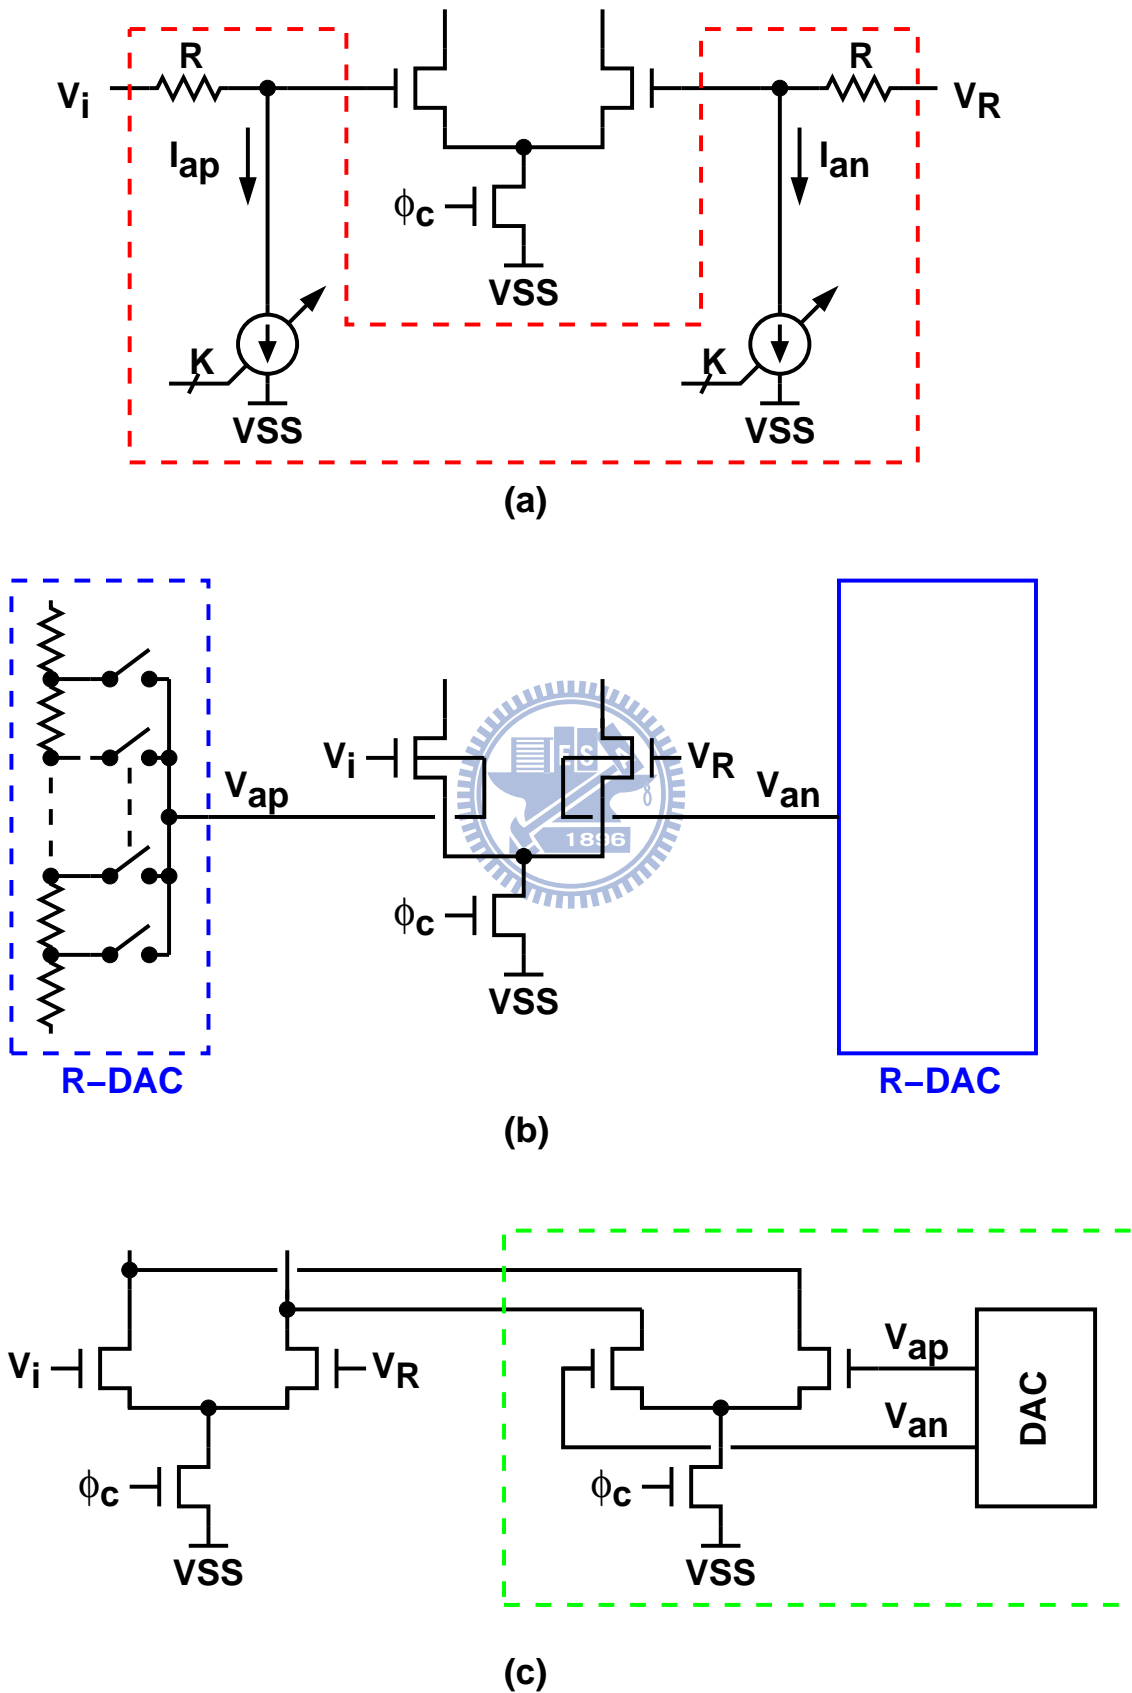 R R
Vi VR
Iap Ian
ϕc
VSS
K K
VSS VSS
(a)
Vi VR
Vap Van
1896
ϕc
VSS
R–DAC R–DAC
(b)
Vi VR Vap
Van
DAC
ϕc ϕc
VSS VSS
(c)